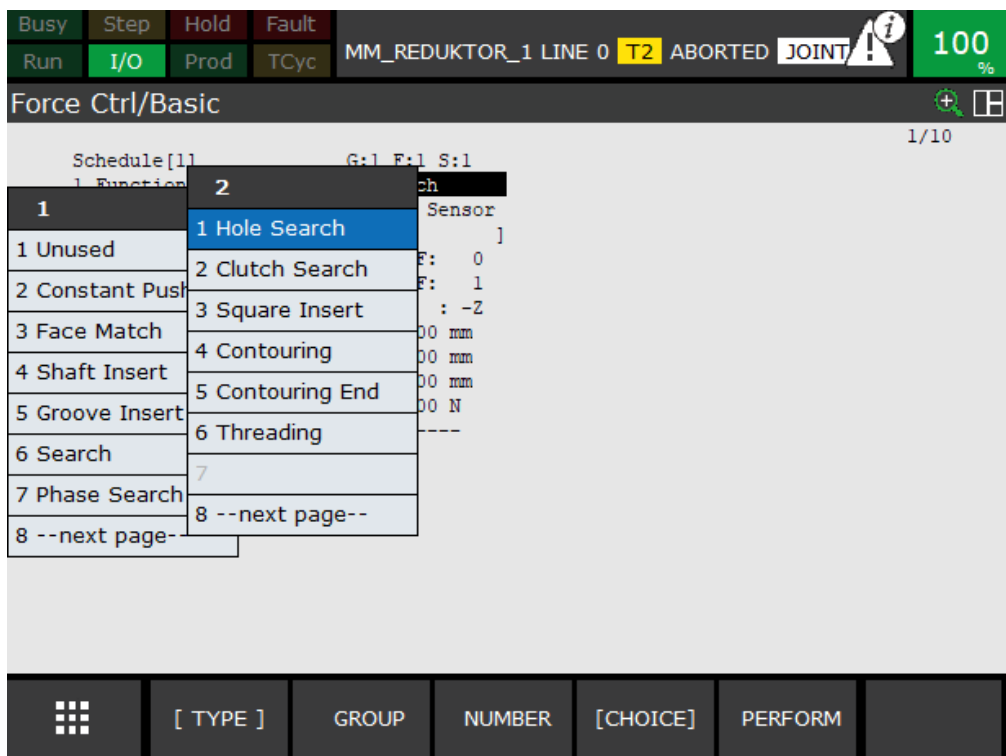 Busy Step Hold Fault
Run I/O Prod TCyc
MM_REDUKTOR_1 LINE 0 T2 ABORTED JOINT
100
%
Force Ctrl/Basic
1/10
Schedule[1] G:1 F:1 S:1
1 Function
ch
Sensor
]
F: 0
F: 1
: -Z
00 mm
00 mm
00 mm
00 N
----
1
1 Unused
2 Constant Push
3 Face Match
4 Shaft Insert
5 Groove Insert
6 Search
7 Phase Search
8 --next page--
2
1 Hole Search
2 Clutch Search
3 Square Insert
4 Contouring
5 Contouring End
6 Threading
7
8 --next page--
[ TYPE ] GROUP NUMBER [CHOICE] PERFORM